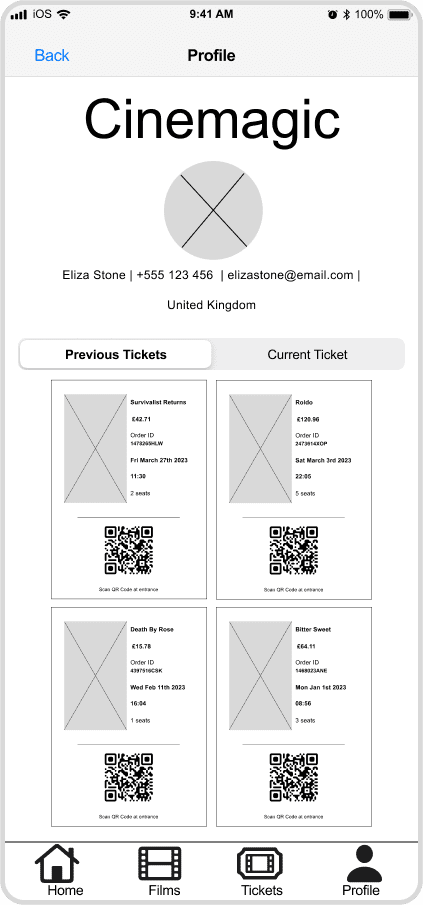 iOS 9:41 AM 100%
Back Profile
Cinemagic
Eliza Stone | +555 123 456 | elizastone@email.com |
United Kingdom
Previous Tickets Current Ticket
Survivalist Returns
£42.71
Order ID
1478265HLW
Fri March 27th 2023
11:30
2 seats
Scan QR Code at entrance
Roldo
£120.96
Order ID
2473914XOP
Sat March 3rd 2023
22:05
5 seats
Scan QR Code at entrance
Death By Rose
£15.78
Order ID
4397516CSK
Wed Feb 11th 2023
16:04
1 seats
Scan QR Code at entrance
Bitter Sweet
£64.11
Order ID
1468023ANE
Mon Jan 1st 2023
08:56
3 seats
Scan QR Code at entrance
Home Films Tickets Profile